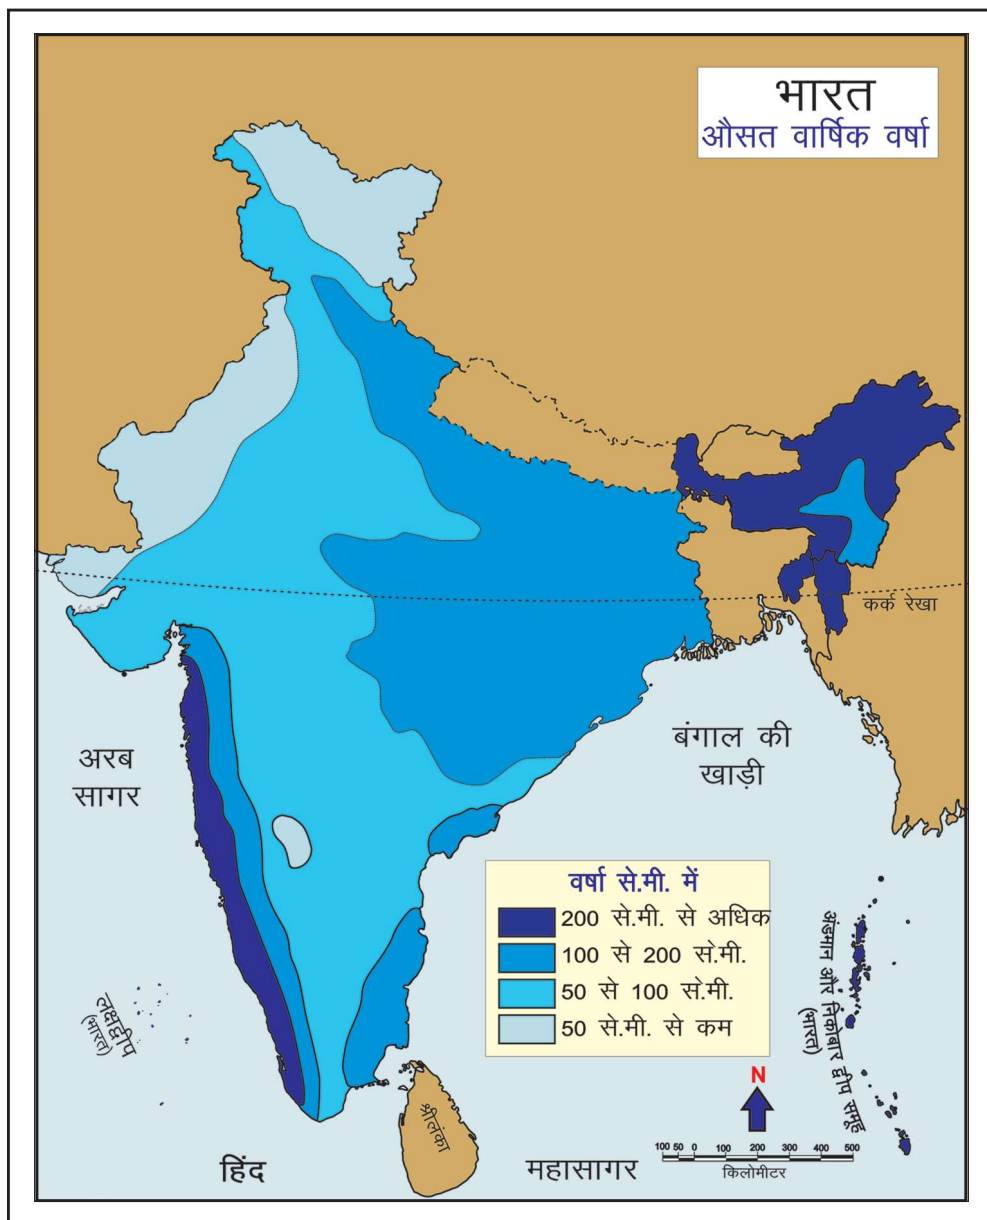 भारत
औसत वार्षिक वर्षा
कर्क रेखा
बंगाल की
खाड़ी
अरब
सागर
वर्षा से.मी. में
200 से.मी. से अधिक
100 से 200 से.मी.
50 से 100 से.मी.
50 से.मी. से कम
लक्षद्वीप
(भारत)
अंडमान और निकोबार द्वीप समूह
(भारत)
श्रीलंका
N
100 50 0 100 200 300 400 500
किलोमीटर
हिंद महासागर